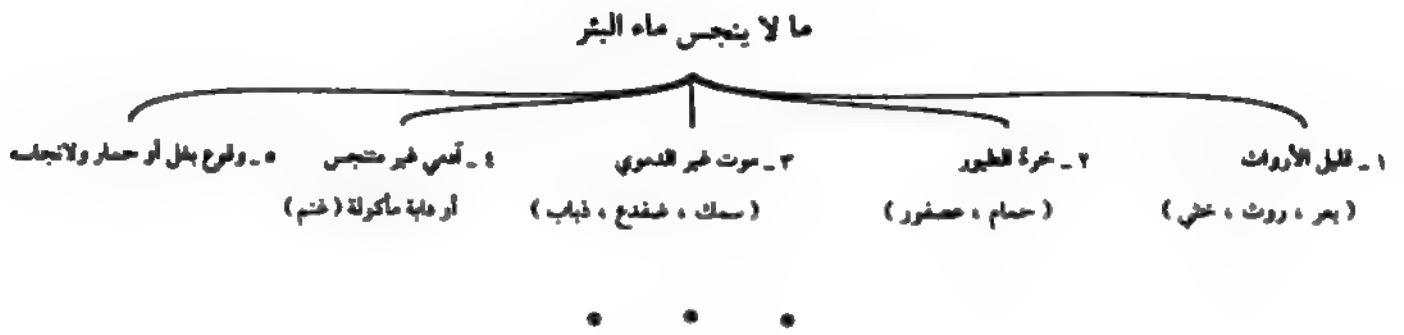 ما لا ينجس ماء البئر
١ ـ قليل الأرواث ٢ ـ خرء الطيور ٣ ـ موت غير الدموي ٤ ـ آدمي غير متنجس ٥ ـ وقوع بغل أو حمار ولانجاسة
( بعر ، روث ، خثي ) ( حمام ، عصفور ) ( سمك ، ضفدع ، ذباب ) أو دابة مأكولة ( غنم )